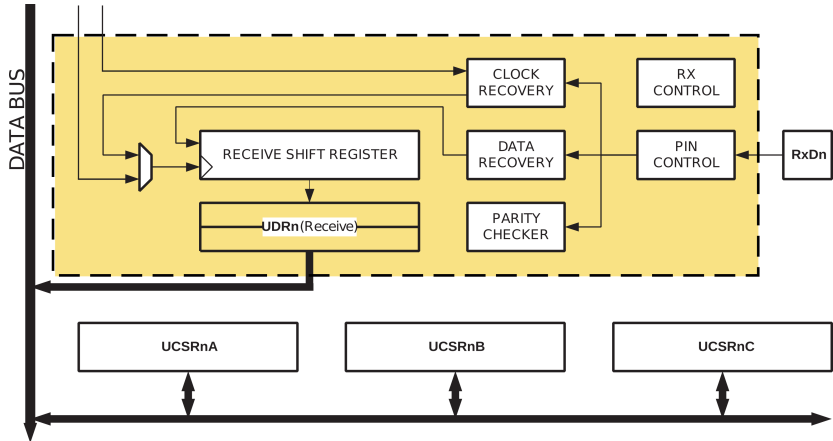 DATA BUS
CLOCK
RECOVERY
RX
CONTROL
RECEIVE SHIFT REGISTER
DATA
RECOVERY
PIN
CONTROL
RxDn
UDRn(Receive)
PARITY
CHECKER
UCSRnA
UCSRnB
UCSRnC